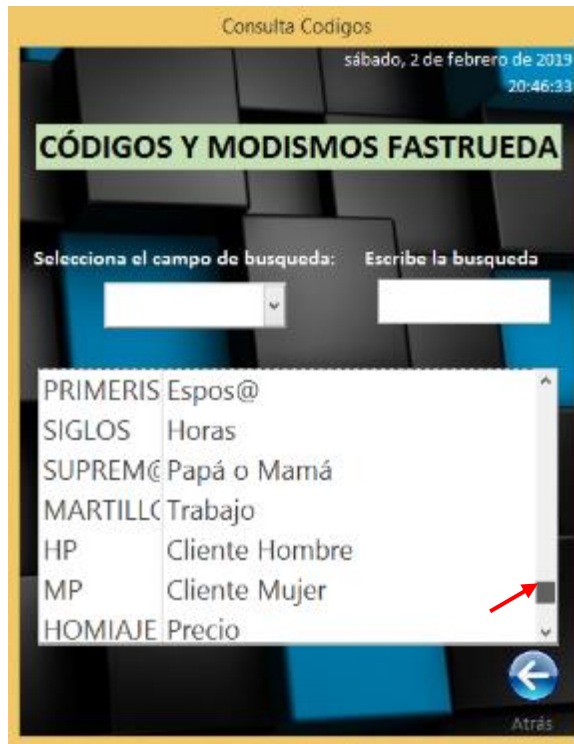 Consulta Codigos
sábado, 2 de febrero de 2019
20:46:33
CÓDIGOS Y MODISMOS FASTRUEDA
Selecciona el campo de busqueda: Escribe la busqueda
PRIMERIS Espos@
SIGLOS Horas
SUPREM@ Papá o Mamá
MARTILLO Trabajo
HP Cliente Hombre
MP Cliente Mujer
HOMIAJE Precio
Atrás